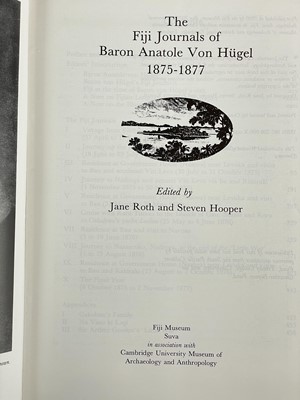 The
Fiji Journals of
Baron Anatole Von Hügel
1875-1877
Edited by
Jane Roth and Steven Hooper
Fiji Museum
Suva
in association with
Cambridge University Museum of
Archaeology and Anthropology